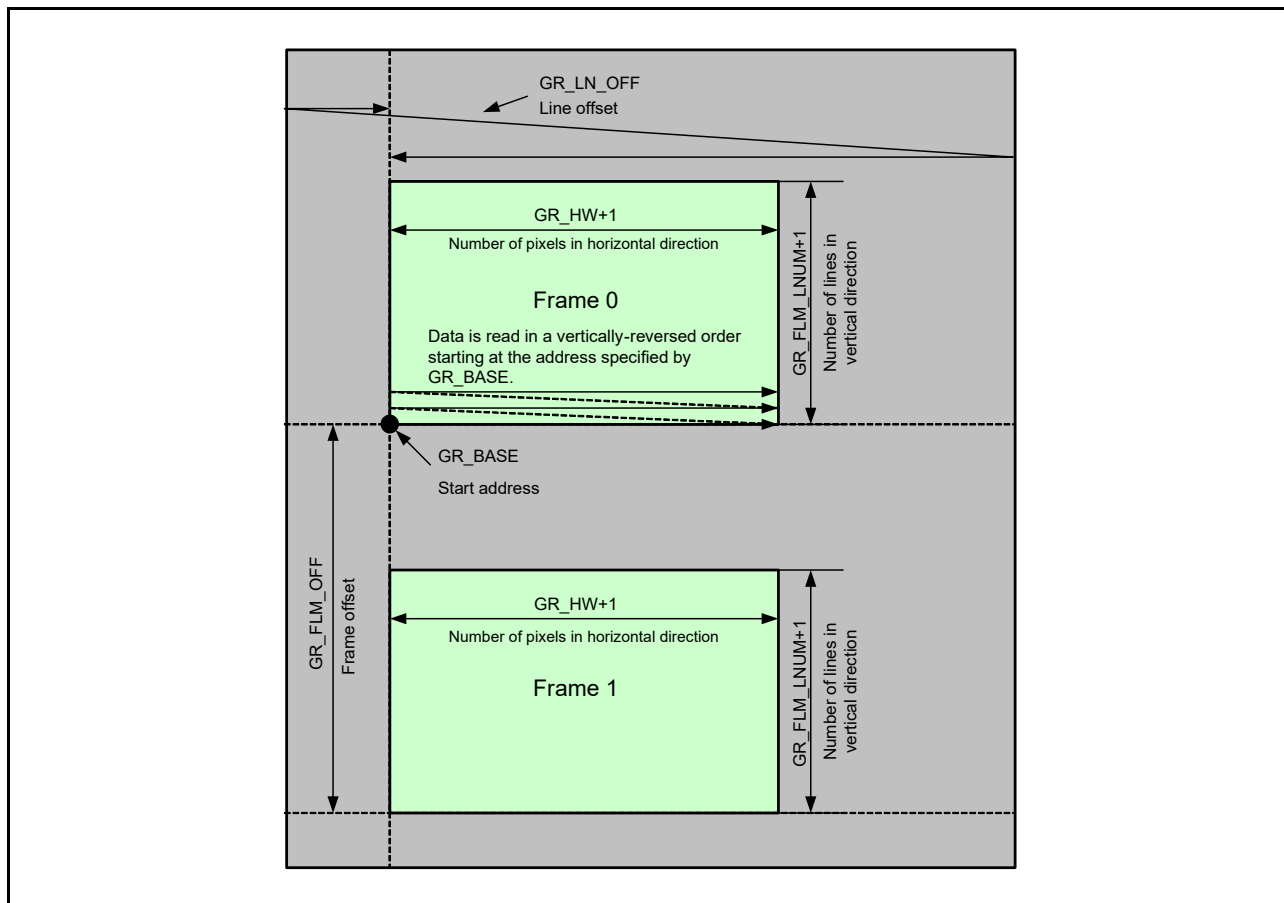 GR_LN_OFF
Line offset
GR_HW+1
Number of pixels in horizontal direction
Frame 0
Data is read in a vertically-reversed order
starting at the address specified by
GR_BASE.
GR_FLM_LNUM+1
Number of lines in
vertical direction
GR_BASE
Start address
GR_FLM_OFF
Frame offset
GR_HW+1
Number of pixels in horizontal direction
Frame 1
GR_FLM_LNUM+1
Number of lines in
vertical direction